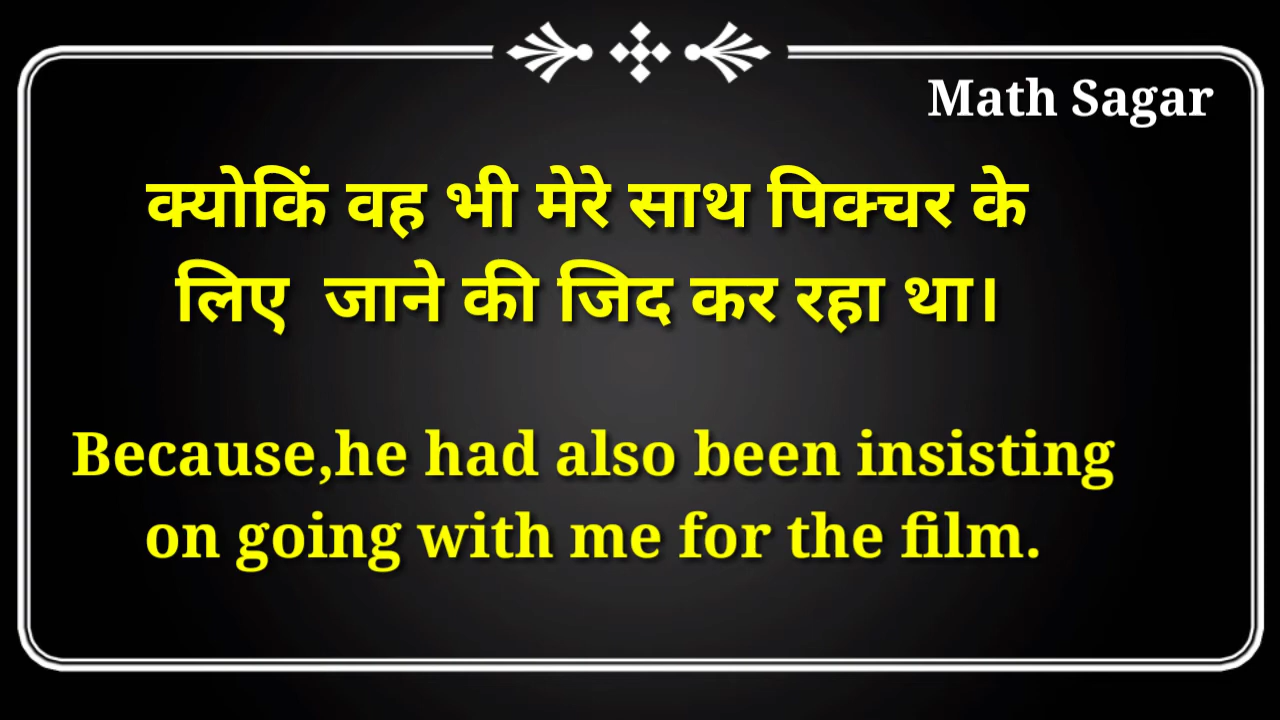 Math Sagar
क्योकिं वह भी मेरे साथ पिक्चर के
लिए जाने की जिद कर रहा था।
Because,he had also been insisting
on going with me for the film.